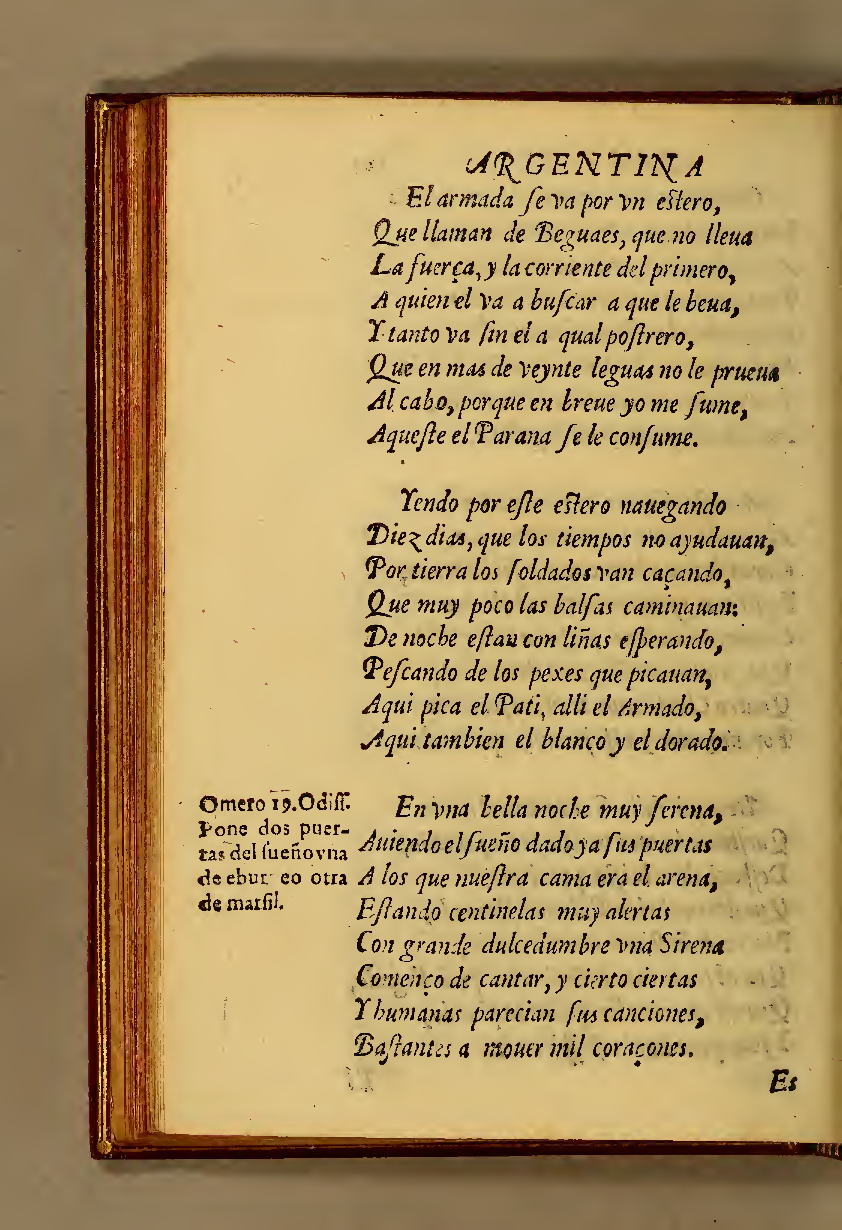 ARGENTINA
El armada ſe va por vn eſtero,
Que llaman de Beguaes, que no lleua
La fuerça, y la corriente del primero,
A quien el va a buſcar a que le beua,
Y tanto va ſin el a qual poſtrero,
Que en mas de veynte leguas no le prueua
Al cabo, porque en breue yo me ſume,
Aqueſte el Parana ſe le conſume.
Yendo por eſte eſtero nauegando
Diez dias, que los tiempos no ayudauan,
Por tierra los ſoldados van caçando,
Que muy poco las balſas caminauan:
De noche eſtan con liñas eſperando,
Peſcando de los pexes que picauan,
Aqui pica el Pati, alli el Armado,
Aqui tambien el blanco y el dorado.
Omero 19. Odiſſ.
Pone dos puer-
tas del ſueño vna
de ebur eo otra
de marfil.
En vna bella noche muy ſerena,
Auiendo el ſueño dado ya ſus puertas
A los que nueſtra cama era el arena,
Eſtando centinelas muy alertas
Con grande dulcedumbre vna Sirena
Començo de cantar, y cierto ciertas
Y humanas parecian ſus canciones,
Baſtantes a mouer mil coraçones.
Es